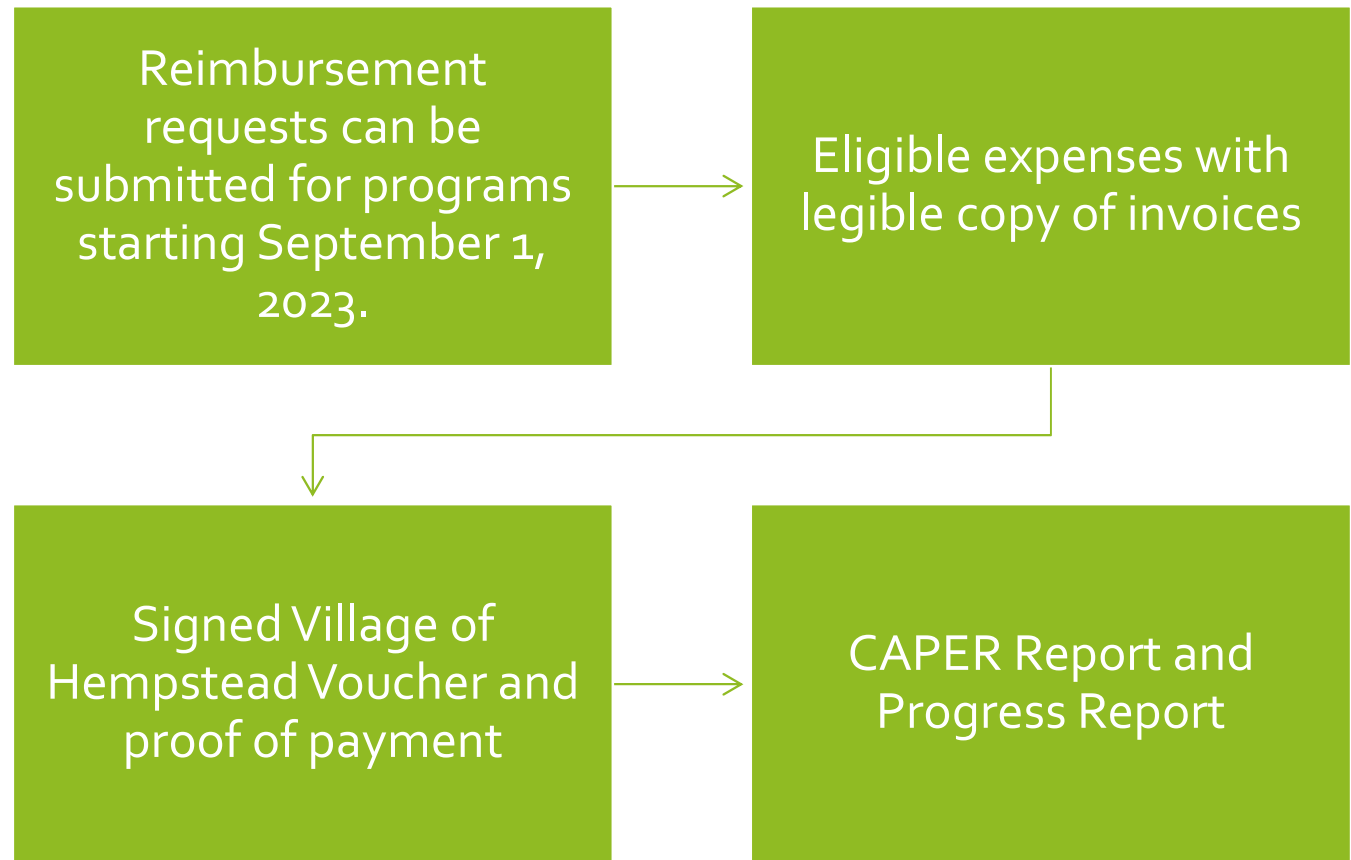 Reimbursement
requests can be
submitted for programs
starting September 1,
2023.
Eligible expenses with
legible copy of invoices
Signed Village of
Hempstead Voucher and
proof of payment
CAPER Report and
Progress Report